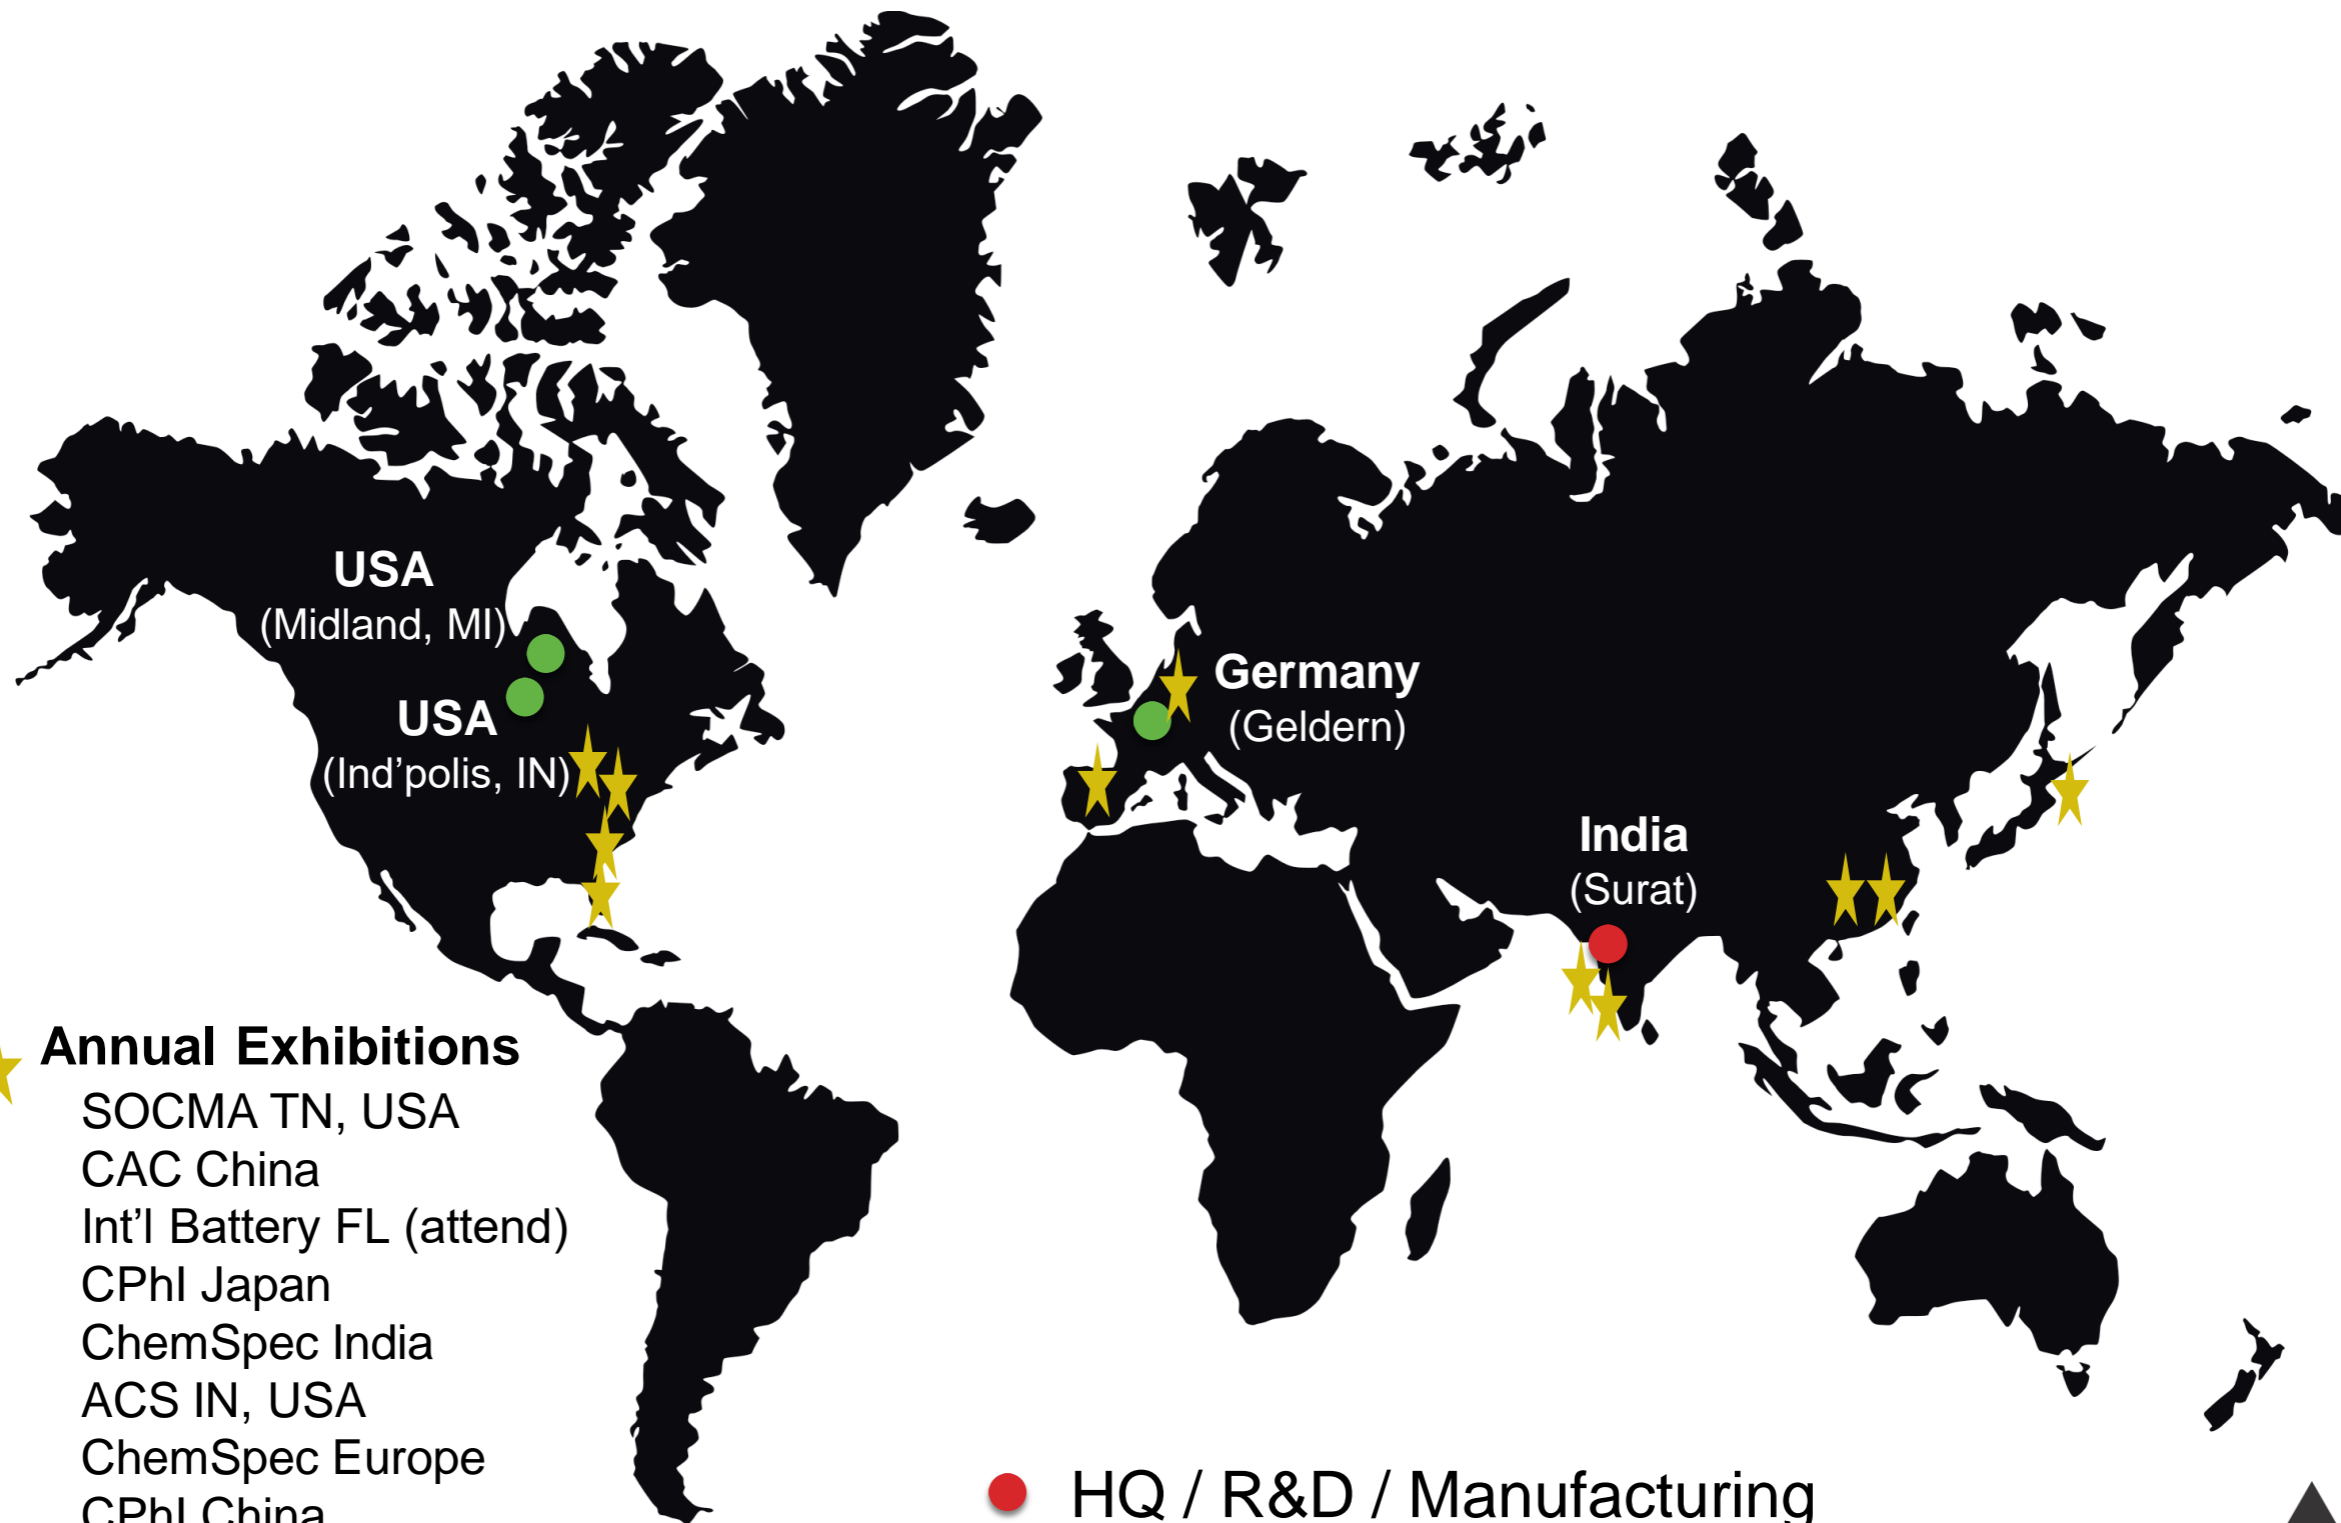 USA
(Midland, MI)
USA
(Ind’polis, IN)
Germany
(Geldern)
India
(Surat)
Annual Exhibitions
SOCMA TN, USA
CAC China
Int’l Battery FL (attend)
CPhI Japan
ChemSpec India
ACS IN, USA
ChemSpec Europe
CPhI China
HQ / R&D / Manufacturing